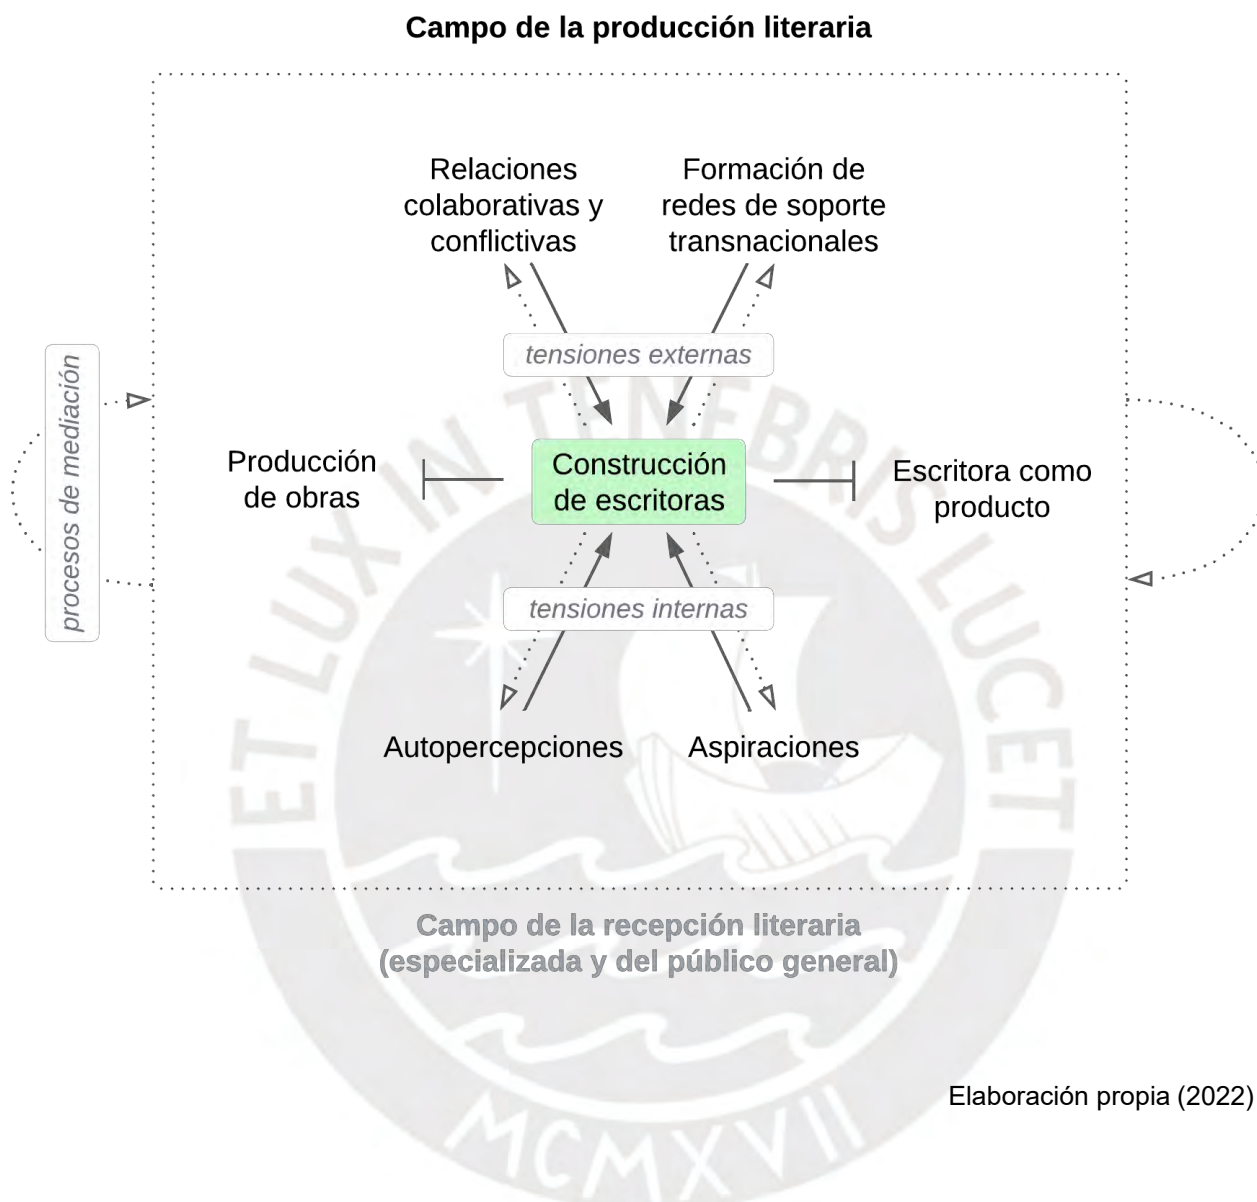 Campo de la producción literaria
Relaciones
colaborativas y
conflictivas
Formación de
redes de soporte
transnacionales
tensiones externas
procesos de mediación
Producción
de obras
Construcción
de escritoras
Escritora como
producto
tensiones internas
Autopercepciones
Aspiraciones
Campo de la recepción literaria
(especializada y del público general)
Elaboración propia (2022)
ET LUX IN TENEBRIS LUCET
MCMXVII